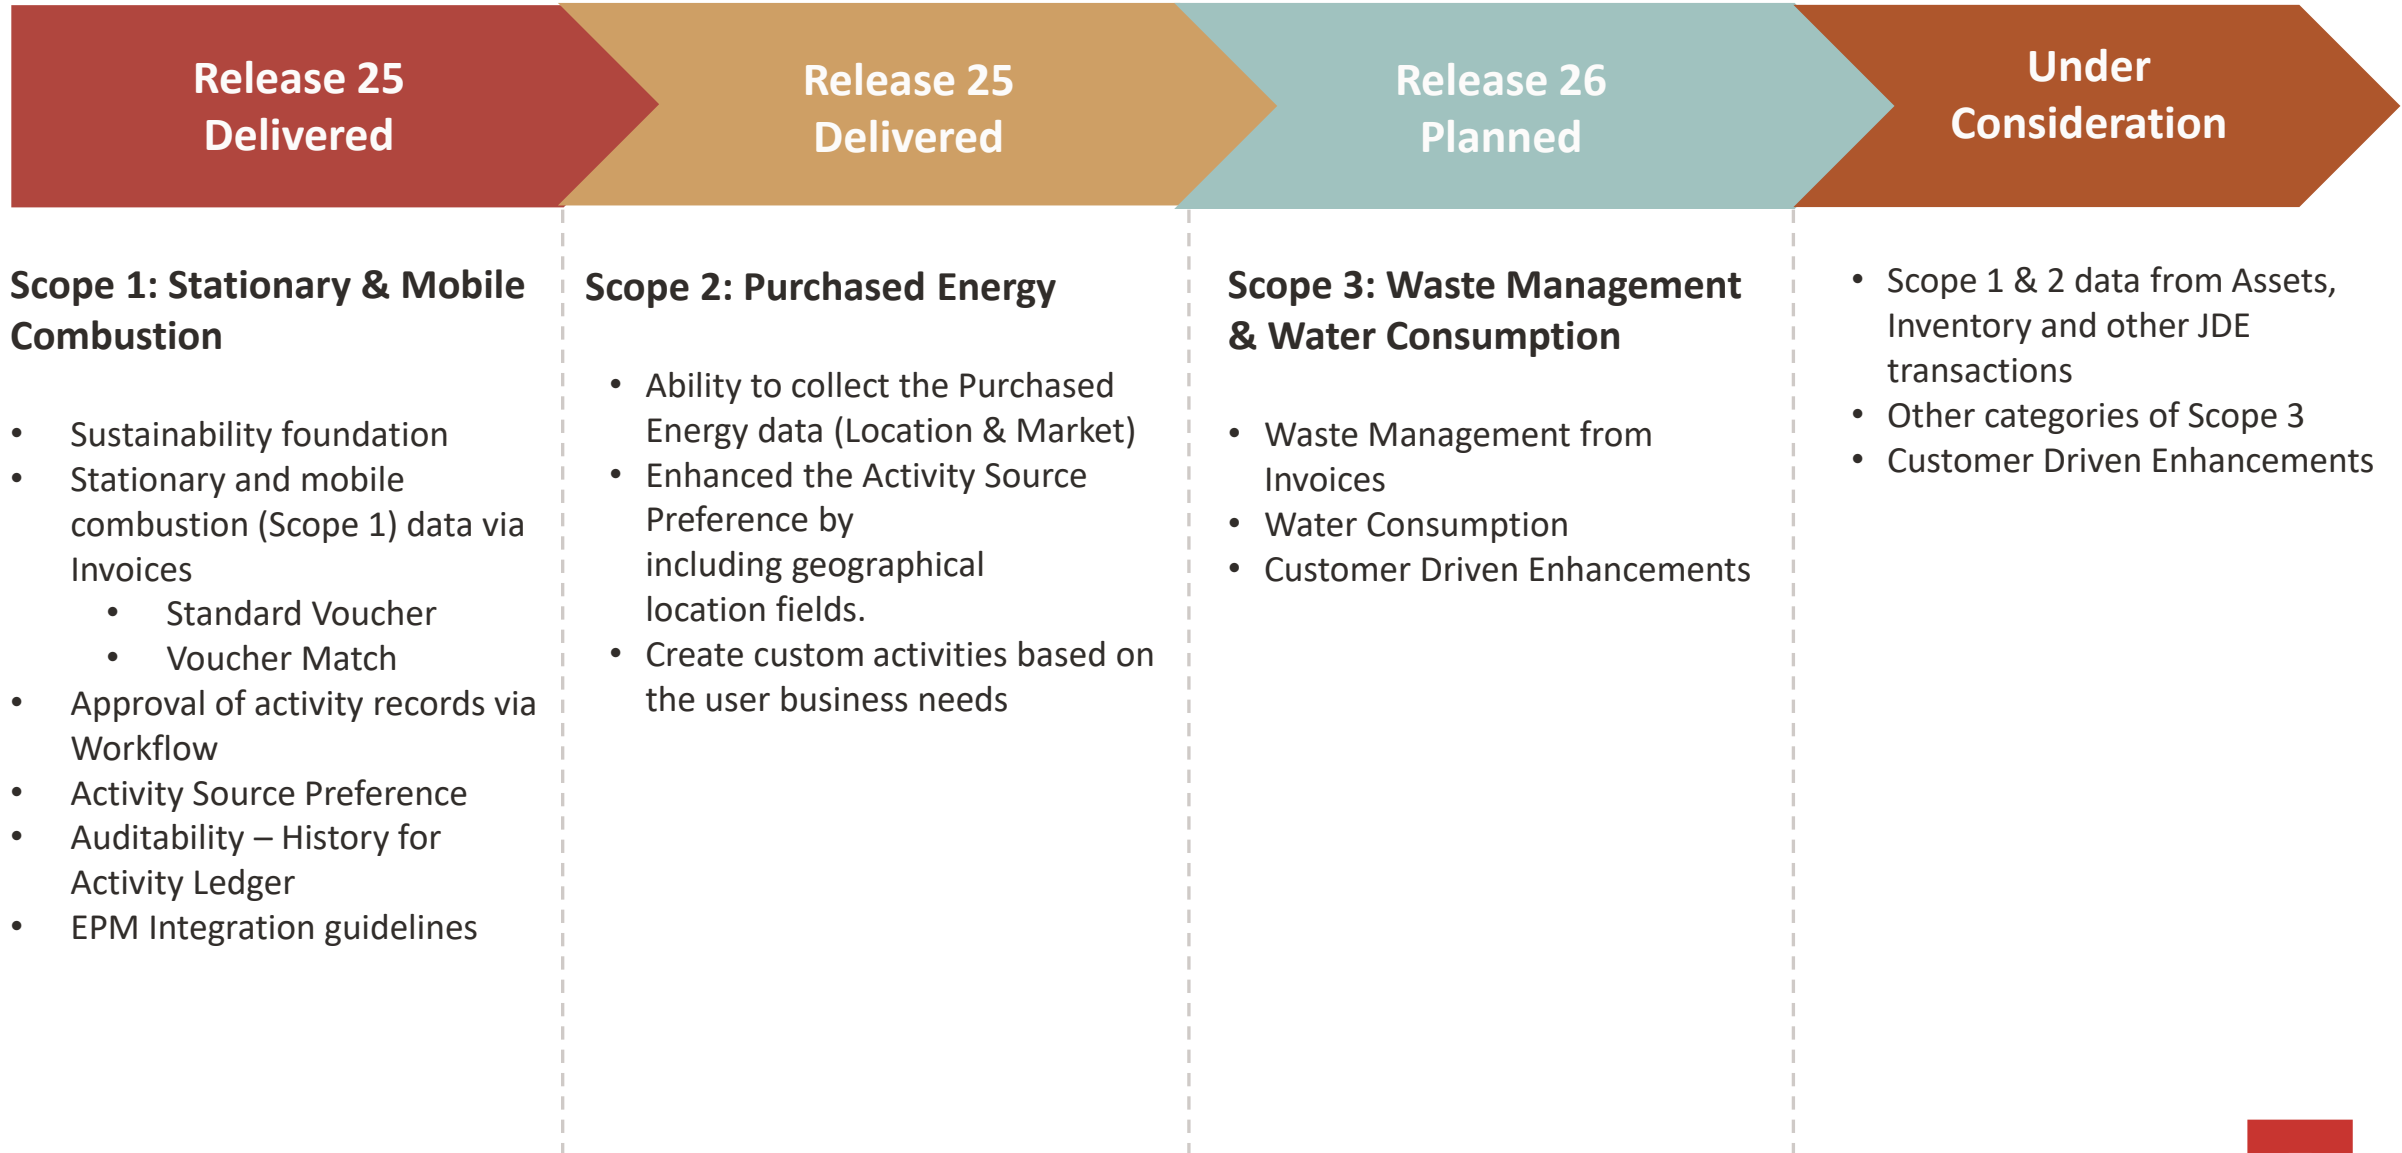 Release 25
Delivered
Release 25
Delivered
Release 26
Planned
Under
Consideration
Scope 1: Stationary & Mobile
Combustion
• Sustainability foundation
• Stationary and mobile
combustion (Scope 1) data via
Invoices
• Standard Voucher
• Voucher Match
• Approval of activity records via
Workflow
• Activity Source Preference
• Auditability – History for
Activity Ledger
• EPM Integration guidelines
Scope 2: Purchased Energy
• Ability to collect the Purchased
Energy data (Location & Market)
• Enhanced the Activity Source
Preference by
including geographical
location fields.
• Create custom activities based on
the user business needs
Scope 3: Waste Management
& Water Consumption
• Waste Management from
Invoices
• Water Consumption
• Customer Driven Enhancements
• Scope 1 & 2 data from Assets,
Inventory and other JDE
transactions
• Other categories of Scope 3
• Customer Driven Enhancements